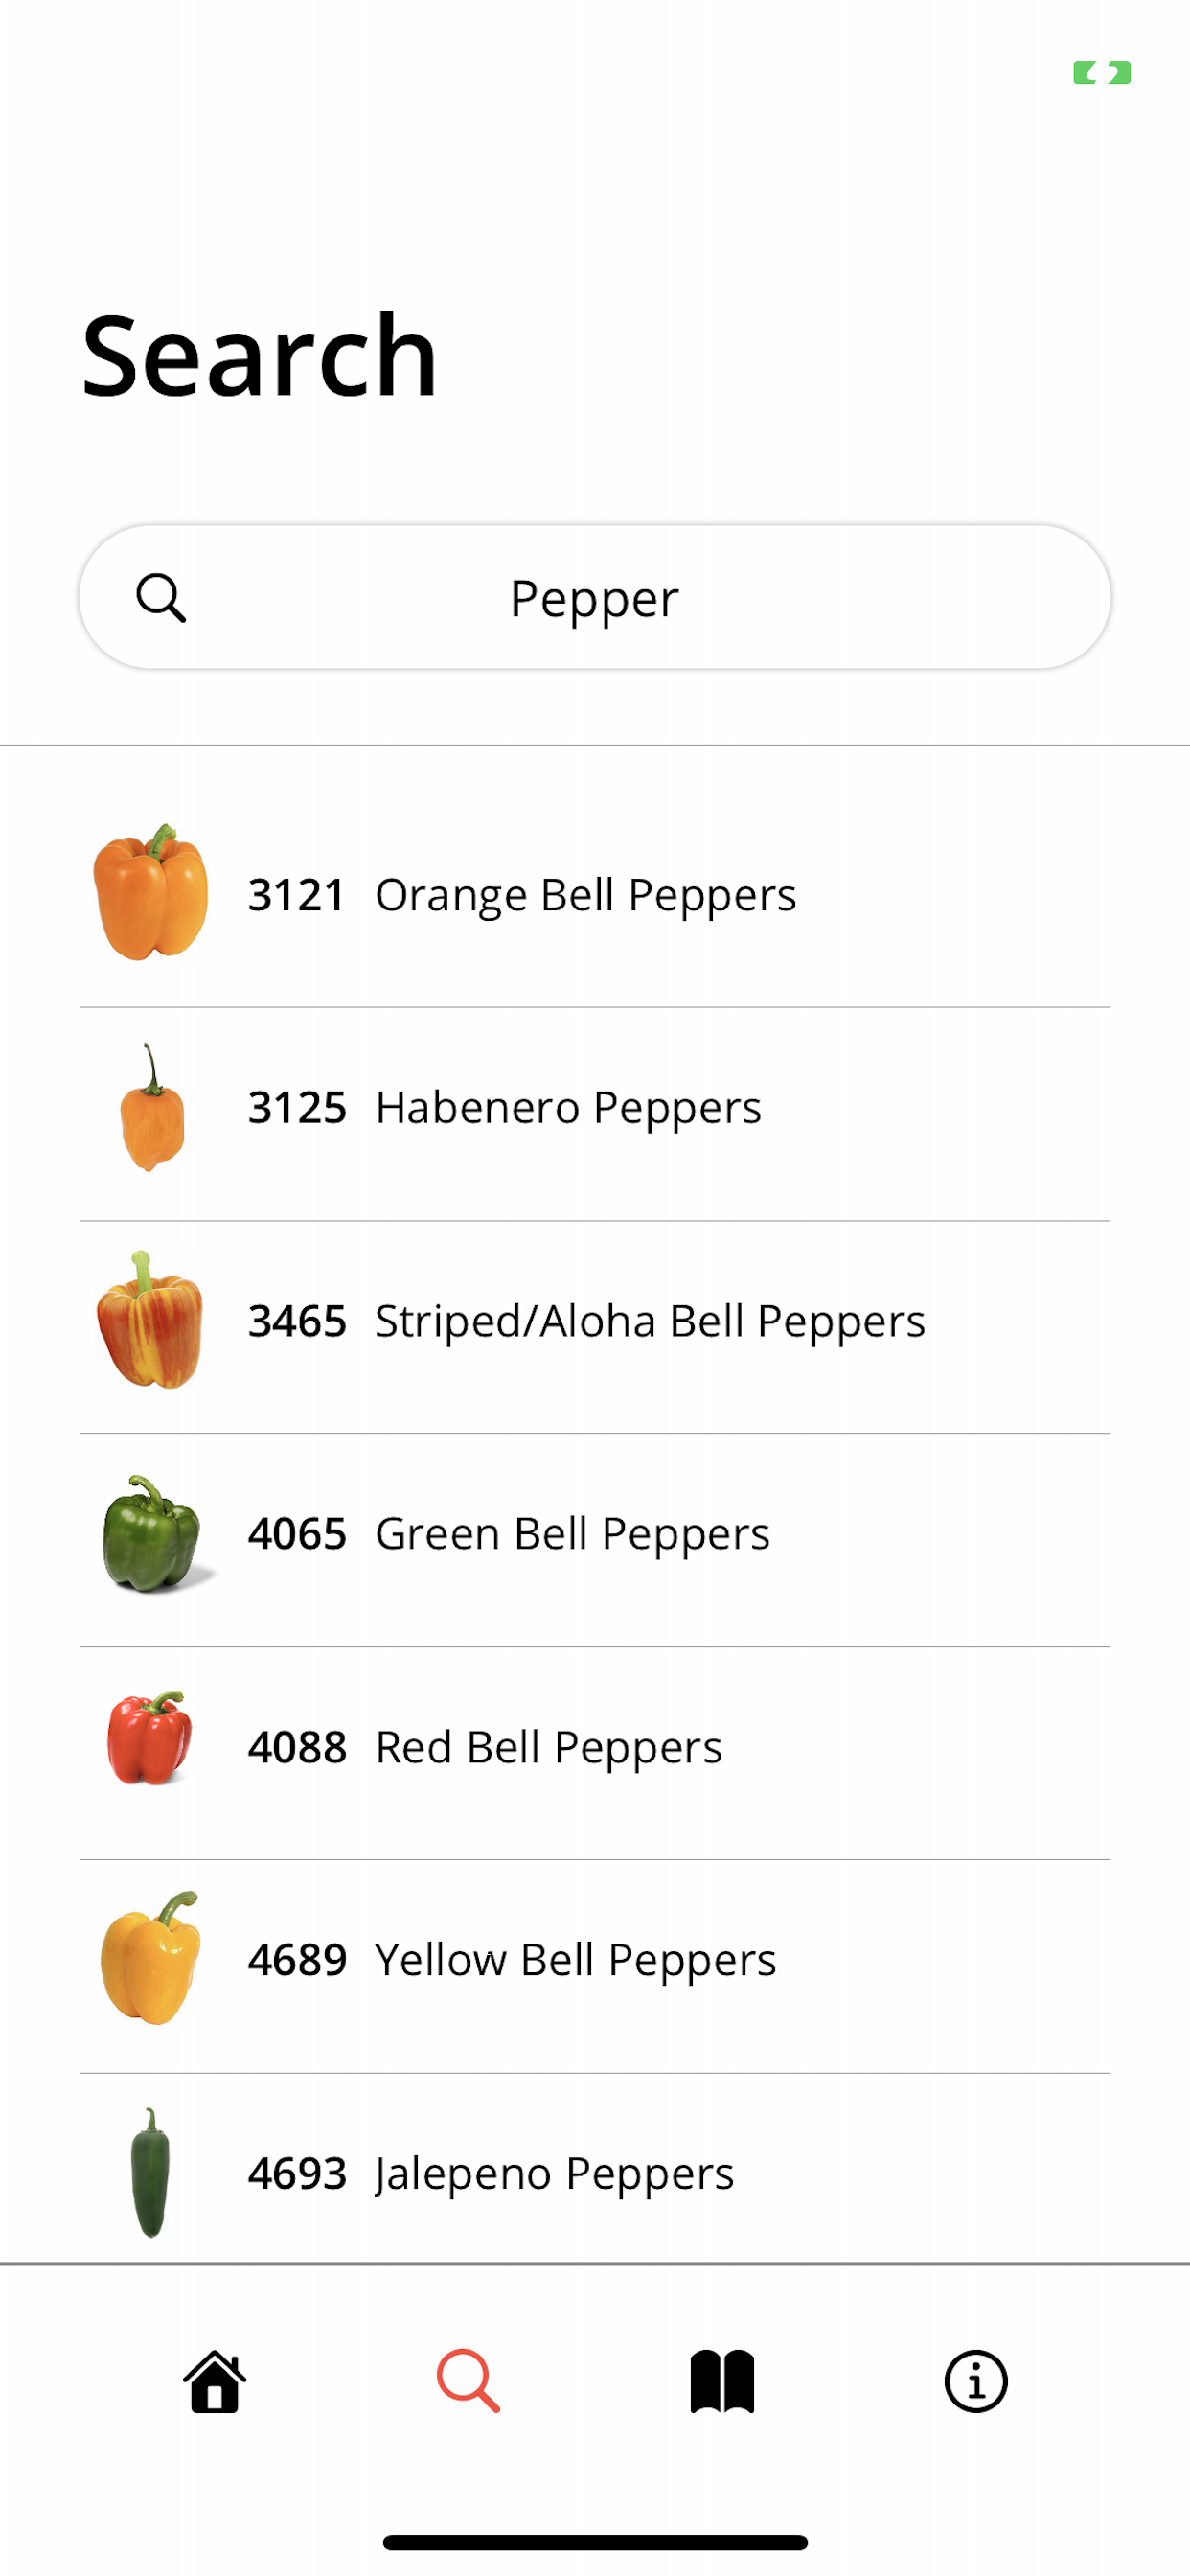 Search
Pepper
3121 Orange Bell Peppers
3125 Habenero Peppers
3465 Striped/Aloha Bell Peppers
4065 Green Bell Peppers
4088 Red Bell Peppers
4689 Yellow Bell Peppers
4693 Jalepeno Peppers